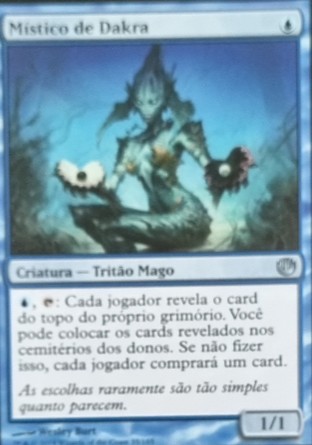 Místico de Dakra
Criatura — Tritão Mago
: Cada jogador revela o card
do topo do próprio grimório. Você
pode colocar os cards revelados nos
cemitérios dos donos. Se não fizer
isso, cada jogador comprará um card.
As escolhas raramente são tão simples
quanto parecem.
1/1
Wesley Burt